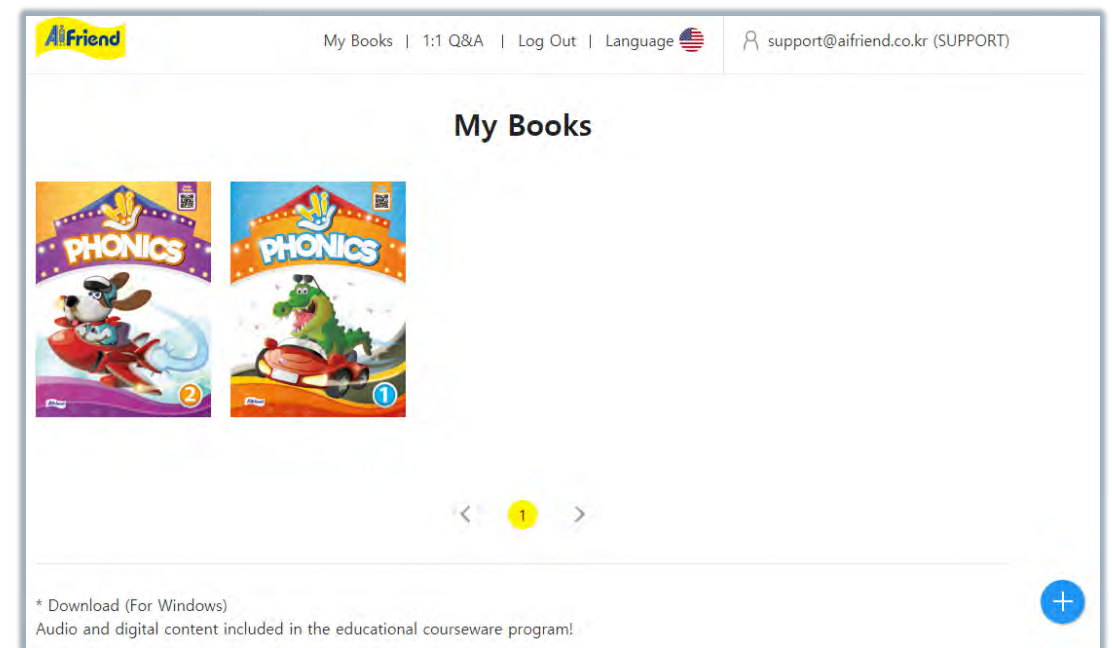 AiFriend
My Books | 1:1 Q&A | Log Out | Language
support@aifriend.co.kr (SUPPORT)
My Books
Hi
PHONICS
2
Hi
PHONICS
1
1
* Download (For Windows)
Audio and digital content included in the educational courseware program!